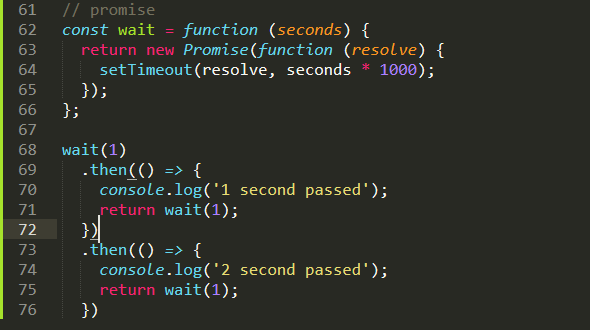 61 // promise
62 const wait = function (seconds) {
63   return new Promise(function (resolve) {
64     setTimeout(resolve, seconds * 1000);
65   });
66 };
67
68 wait(1)
69   .then(() => {
70     console.log('1 second passed');
71     return wait(1);
72   })
73   .then(() => {
74     console.log('2 second passed');
75     return wait(1);
76   })